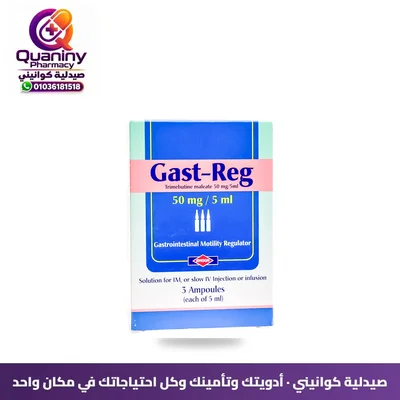 Quaniny
Pharmacy
صيدلية كوانيني
01036181518
Gast-Reg
Trimebutine maleate 50 mg/5ml
50 mg / 5 ml
Gastrointestinal Motility Regulator
Solution for I.M. or slow IV Injection or infusion
3 Ampoules
(each of 5 ml)
صيدلية كوانيني · أدويتك وتأمينك وكل احتياجاتك في مكان واحد